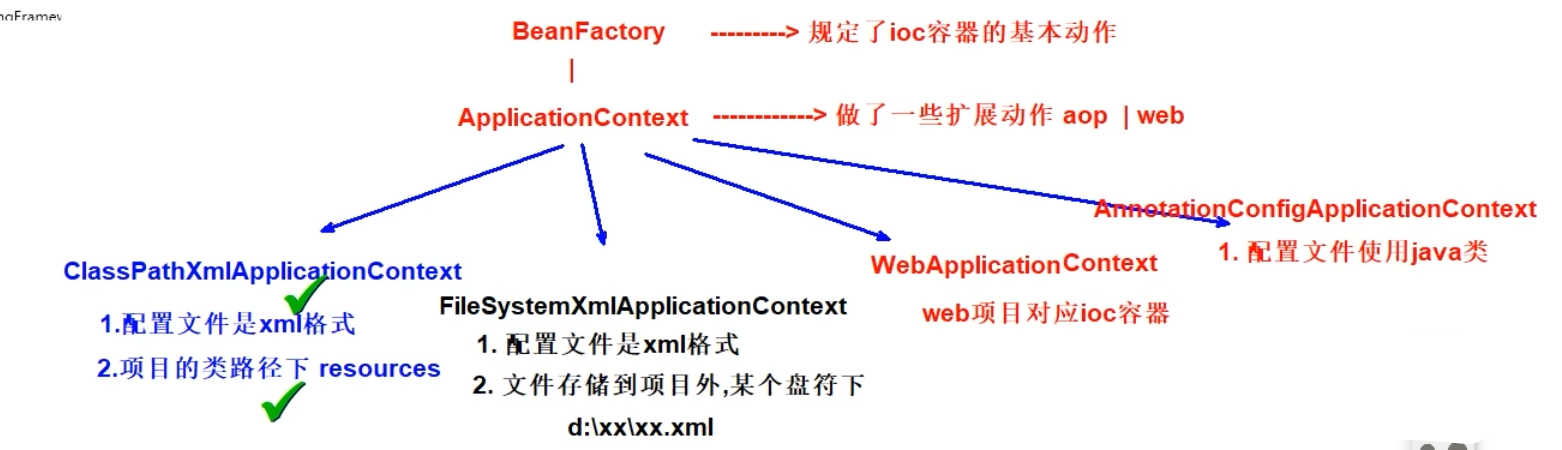 BeanFactory ---------> 规定了ioc容器的基本动作
|
ApplicationContext ------------> 做了一些扩展动作 aop | web
AnnotationConfigApplicationContext
1. 配置文件使用java类
ClassPathXmlApplicationContext
1.配置文件是xml格式
2.项目的类路径下 resources
FileSystemXmlApplicationContext
1. 配置文件是xml格式
2. 文件存储到项目外,某个盘符下
d:\xx\xx.xml
WebApplicationContext
web项目对应ioc容器